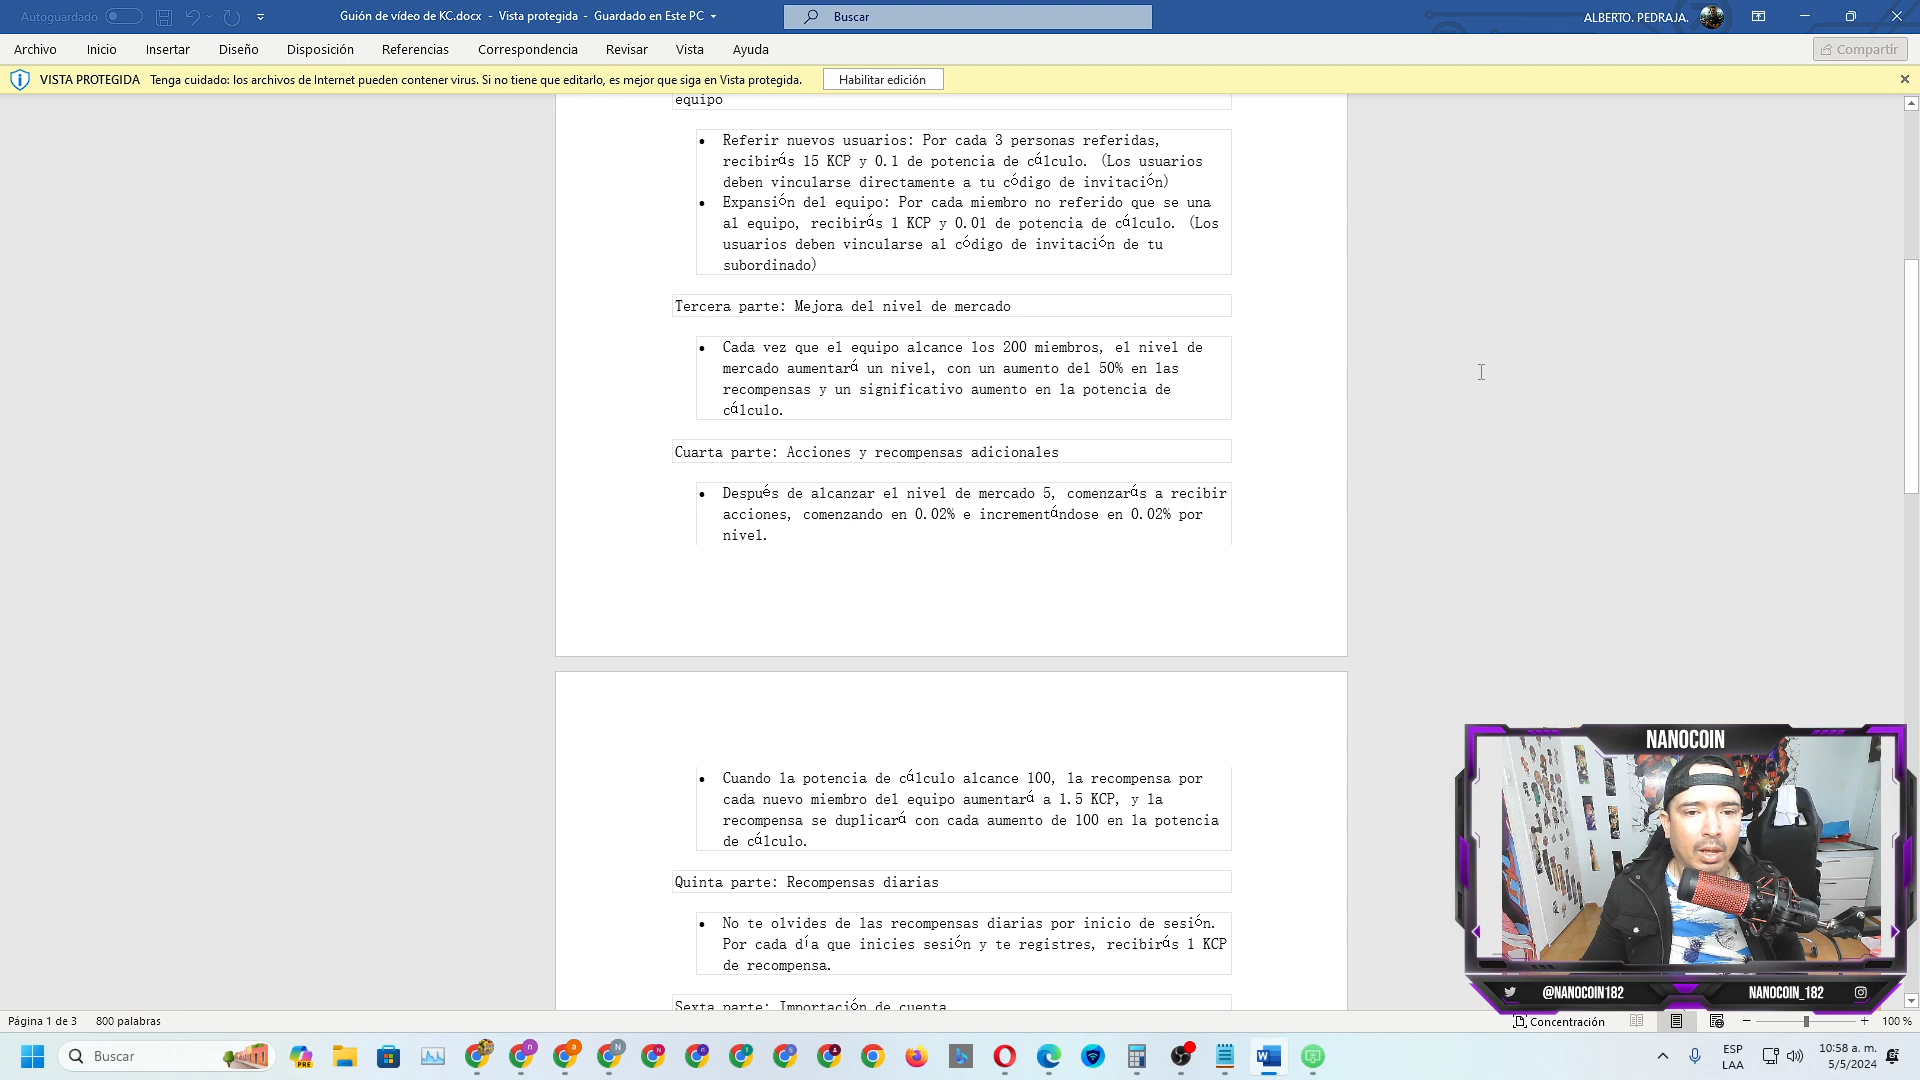 Autoguardado
Guión de vídeo de KC.docx - Vista protegida - Guardado en Este PC
Buscar
ALBERTO. PEDRAJA.
Archivo Inicio Insertar Diseño Disposición Referencias Correspondencia Revisar Vista Ayuda
Compartir
VISTA PROTEGIDA Tenga cuidado: los archivos de Internet pueden contener virus. Si no tiene que editarlo, es mejor que siga en Vista protegida. Habilitar edición
equipo
• Referir nuevos usuarios: Por cada 3 personas referidas,
recibirás 15 KCP y 0.1 de potencia de cálculo. (Los usuarios
deben vincularse directamente a tu código de invitación)
• Expansión del equipo: Por cada miembro no referido que se una
al equipo, recibirás 1 KCP y 0.01 de potencia de cálculo. (Los
usuarios deben vincularse al código de invitación de tu
subordinado)
Tercera parte: Mejora del nivel de mercado
• Cada vez que el equipo alcance los 200 miembros, el nivel de
mercado aumentará un nivel, con un aumento del 50% en las
recompensas y un significativo aumento en la potencia de
cálculo.
Cuarta parte: Acciones y recompensas adicionales
• Después de alcanzar el nivel de mercado 5, comenzarás a recibir
acciones, comenzando en 0.02% e incrementándose en 0.02% por
nivel.
• Cuando la potencia de cálculo alcance 100, la recompensa por
cada nuevo miembro del equipo aumentará a 1.5 KCP, y la
recompensa se duplicará con cada aumento de 100 en la potencia
de cálculo.
Quinta parte: Recompensas diarias
• No te olvides de las recompensas diarias por inicio de sesión.
Por cada día que inicies sesión y te registres, recibirás 1 KCP
de recompensa.
Sexta parte: Importación de cuenta
NANOCOIN
@NANOCOIN182 NANOCOIN_182
Página 1 de 3 800 palabras
Concentración
100 %
Buscar
PRE
ESP
LAA
10:58 a. m.
5/5/2024